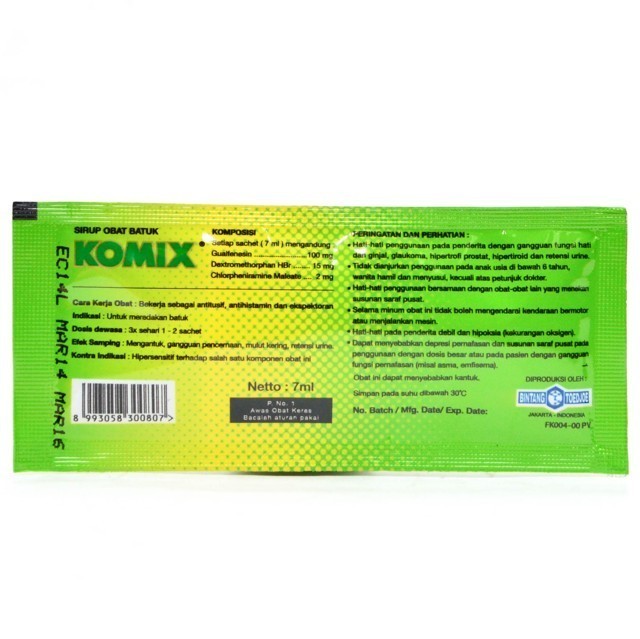 SIRUP OBAT BATUK
KOMIX
KOMPOSISI
Setiap sachet ( 7 ml ) mengandung :
Guaifenesin ............... 100 mg
Dextromethorphan HBr ...... 15 mg
Chlorpheniramine Maleate ..... 2 mg
Cara Kerja Obat : Bekerja sebagai antitusif, antihistamin dan ekspektoran
Indikasi : Untuk meradakan batuk
Dosis dewasa : 3x sehari 1 - 2 sachet
Efek Samping : Mengantuk, gangguan pencernaan, mulut kering, retensi urine.
Kontra Indikasi : Hipersensitif terhadap salah satu komponen obat ini
8 993058 300807>
Netto : 7ml
P. No. 1
Awas Obat Keras
Bacalah aturan pakai
PERINGATAN DAN PERHATIAN :
• Hati-hati penggunaan pada penderita dengan gangguan fungsi hati
dan ginjal, glaukoma, hipertrofi prostat, hipertiroid dan retensi urine.
• Tidak dianjurkan penggunaan pada anak usia di bawah 6 tahun,
wanita hamil dan menyusui, kecuali atas petunjuk dokter.
• Hati-hati penggunaan bersamaan dengan obat-obat lain yang menekan
susunan saraf pusat.
• Selama minum obat ini tidak boleh mengendarai kendaraan bermotor
atau menjalankan mesin.
• Hati-hati pada penderita debil dan hipoksia (kekurangan oksigen).
• Dapat menyebabkan depresi pernafasan dan susunan saraf pusat pada
penggunaan dengan dosis besar atau pada pasien dengan gangguan
fungsi pernafasan (misal asma, emfisema).
Obat ini dapat menyebabkan kantuk.
Simpan pada suhu dibawah 30°C
No. Batch / Mfg. Date/ Exp. Date:
DIPRODUKSI OLEH :
BINTANG TOEDJOE
JAKARTA - INDONESIA
FK004-00 PV
EC14L MAR14 MAR16